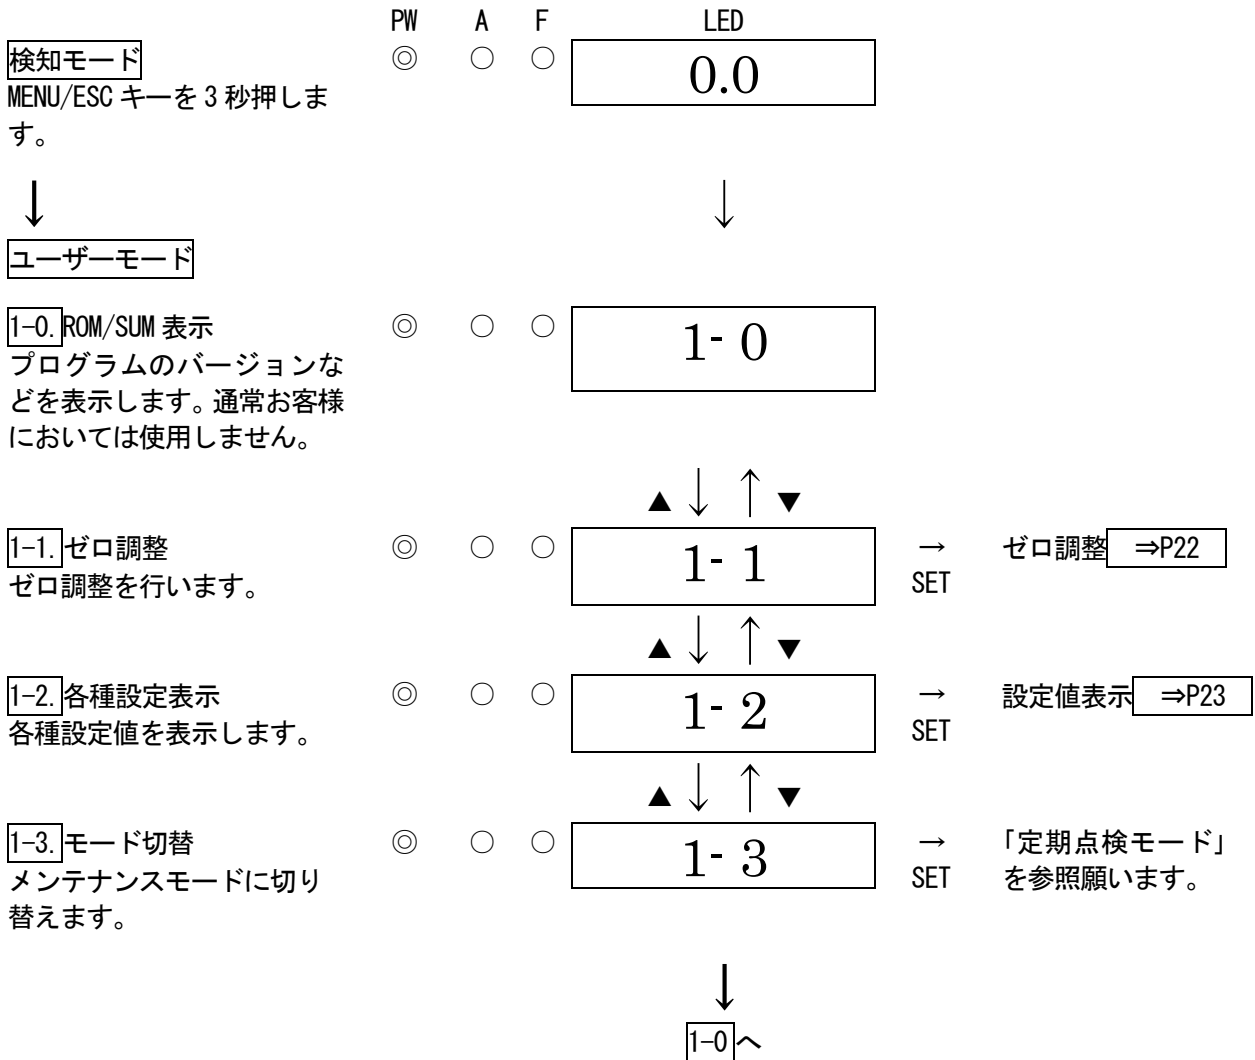 PW A F LED
検知モード ◎ ○ ○ 0.0
MENU/ESC キーを 3 秒押しま
す。
↓ ↓
ユーザーモード
1-0. ROM/SUM 表示 ◎ ○ ○ 1- 0
プログラムのバージョンな
どを表示します。通常お客様
においては使用しません。
▲ ↓ ↑ ▼
1-1. ゼロ調整 ◎ ○ ○ 1- 1 → ゼロ調整 ⇒P22
ゼロ調整を行います。 SET
▲ ↓ ↑ ▼
1-2. 各種設定表示 ◎ ○ ○ 1- 2 → 設定値表示 ⇒P23
各種設定値を表示します。 SET
▲ ↓ ↑ ▼
1-3. モード切替 ◎ ○ ○ 1- 3 → 「定期点検モード」
メンテナンスモードに切り SET を参照願います。
替えます。
↓
1-0 へ